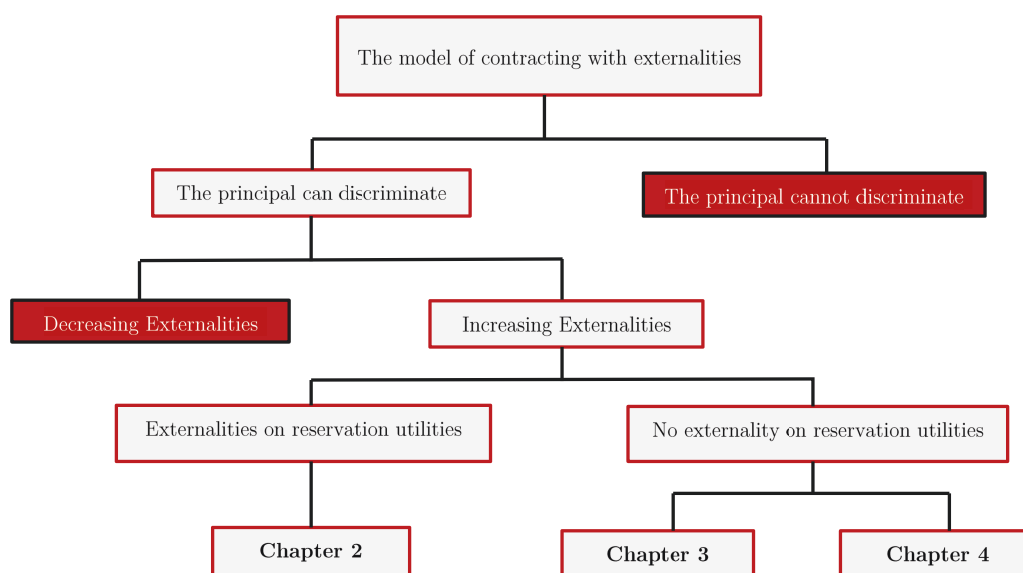 The model of contracting with externalities
The principal can discriminate
The principal cannot discriminate
Decreasing Externalities
Increasing Externalities
Externalities on reservation utilities
No externality on reservation utilities
Chapter 2
Chapter 3
Chapter 4